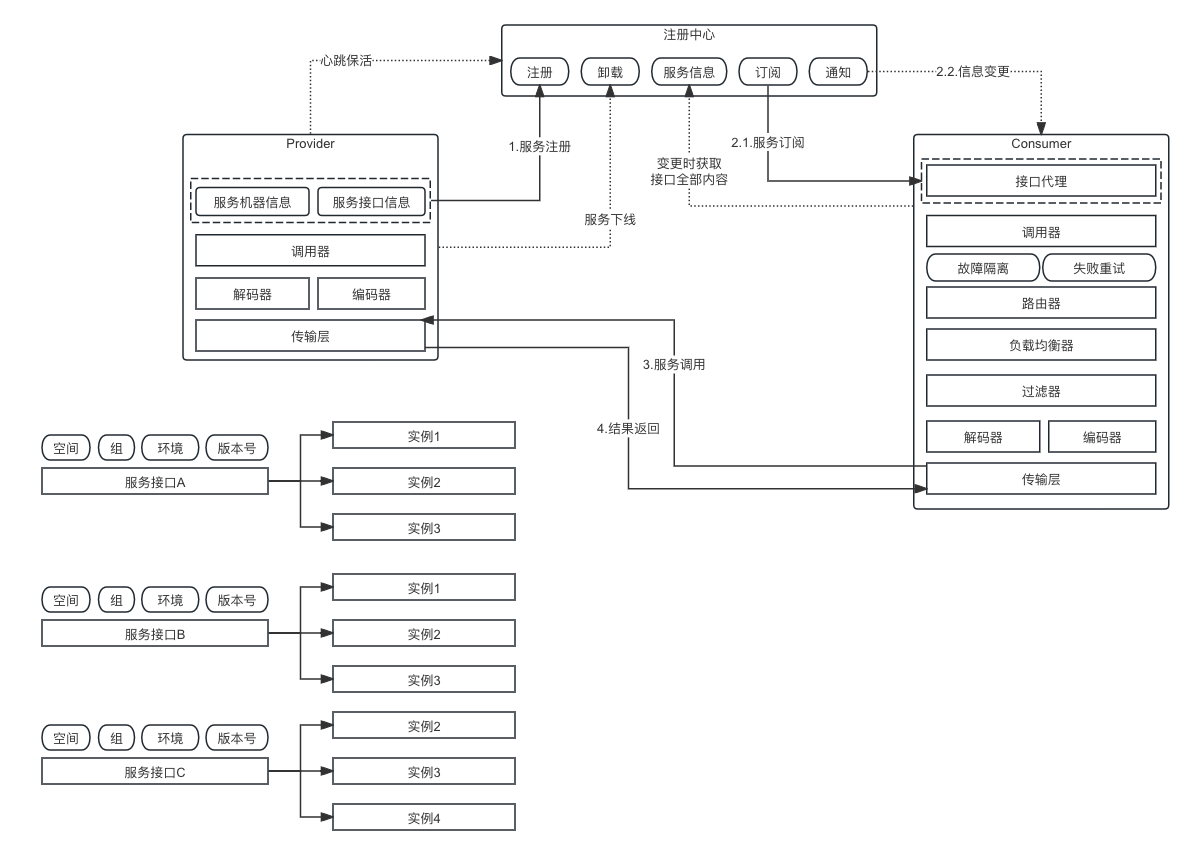 注册中心
注册
卸载
服务信息
订阅
通知
心跳保活
2.2.信息变更
Provider
服务机器信息
服务接口信息
调用器
解码器
编码器
传输层
1.服务注册
服务下线
变更时获取
接口全部内容
2.1.服务订阅
Consumer
接口代理
调用器
故障隔离
失败重试
路由器
负载均衡器
过滤器
解码器
编码器
传输层
3.服务调用
4.结果返回
空间
组
环境
版本号
服务接口A
实例1
实例2
实例3
空间
组
环境
版本号
服务接口B
实例1
实例2
实例3
空间
组
环境
版本号
服务接口C
实例2
实例3
实例4